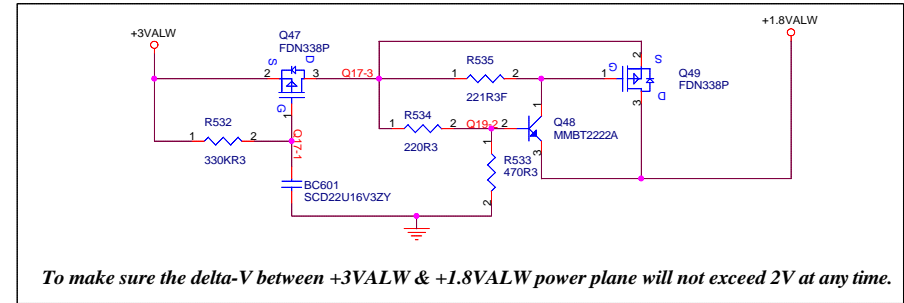 +3VALW
+1.8VALW
Q47
FDN338P
S
D
2
3
G
1
Q17-3
Q17-1
R535
1
2
221R3F
R534
1
2
220R3
Q19-2
2
1
3
Q48
MMBT2222A
1
G
2
S
D
3
Q49
FDN338P
R532
1
2
330KR3
R533
470R3
1
2
BC601
SCD22U16V3ZY
To make sure the delta-V between +3VALW & +1.8VALW power plane will not exceed 2V at any time.